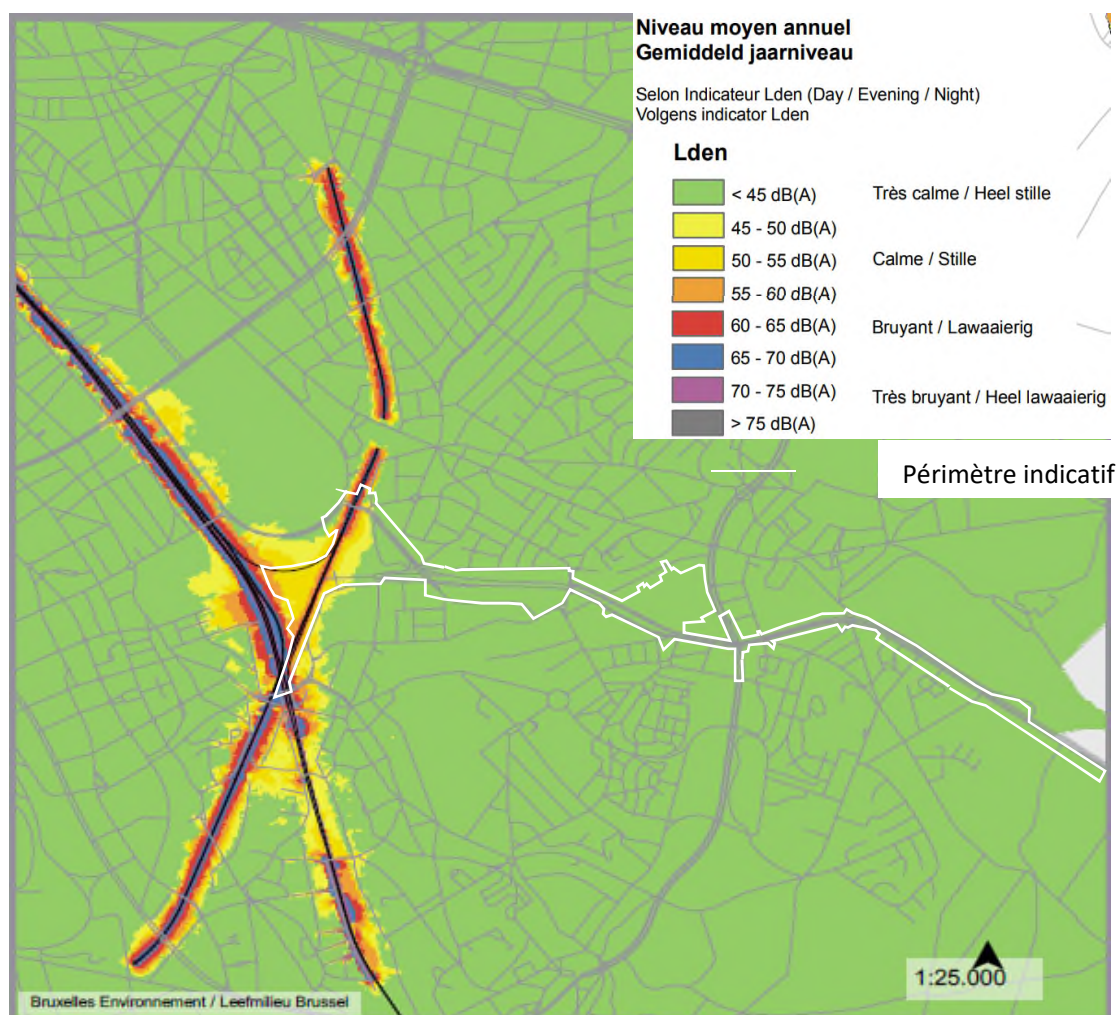 Niveau moyen annuel
Gemiddeld jaarniveau
Selon Indicateur Lden (Day / Evening / Night)
Volgens indicator Lden
Lden
< 45 dB(A) Très calme / Heel stille
45 - 50 dB(A)
50 - 55 dB(A) Calme / Stille
55 - 60 dB(A)
60 - 65 dB(A) Bruyant / Lawaaierig
65 - 70 dB(A)
70 - 75 dB(A) Très bruyant / Heel lawaaierig
> 75 dB(A)
Périmètre indicatif
1:25.000
Bruxelles Environnement / Leefmilieu Brussel